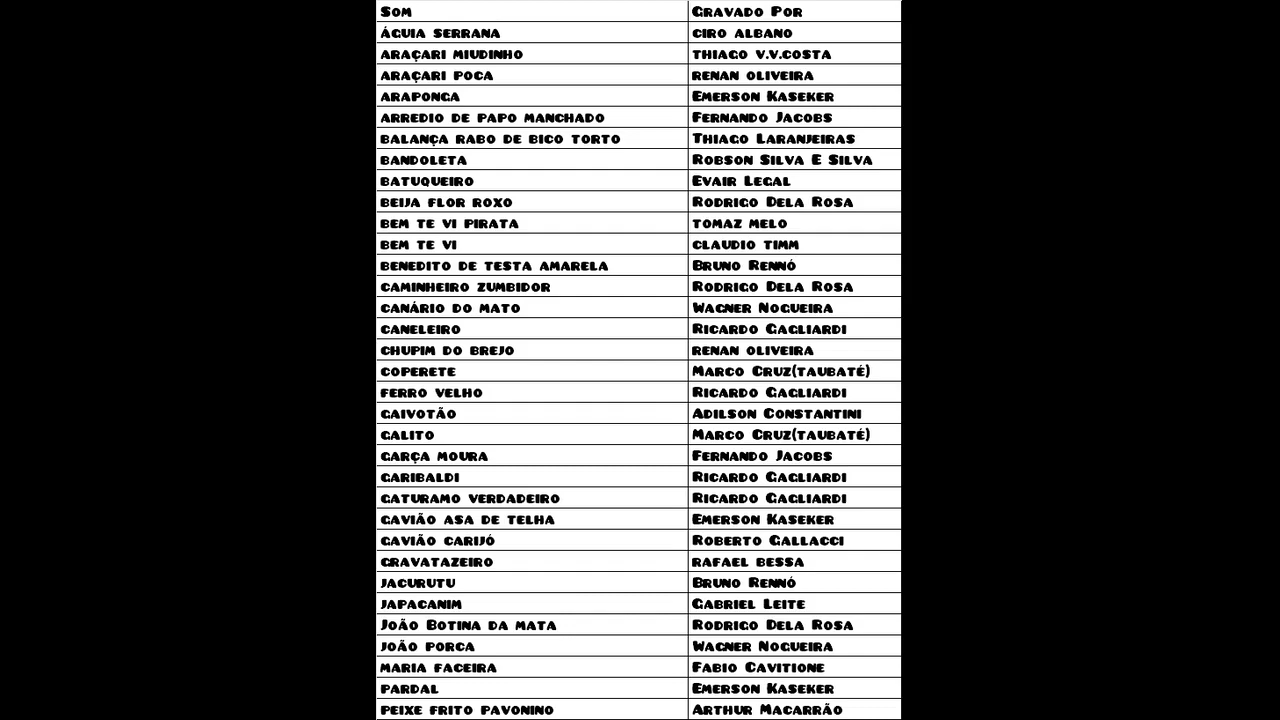 Som Gravado Por
ÁGUIA SERRANA CIRO ALBANO
ARAÇARI MIUDINHO THIAGO V.V.COSTA
ARAÇARI POCA RENAN OLIVEIRA
ARAPONGA Emerson Kaseker
ARREDIO DE PAPO MANCHADO Fernando Jacobs
BALANÇA RABO DE BICO TORTO Thiago Laranjeiras
BANDOLETA Robson Silva E Silva
BATUQUEIRO Evair Legal
BEIJA FLOR ROXO Rodrigo Dela Rosa
BEM TE VI PIRATA TOMAZ MELO
BEM TE VI CLAUDIO TIMM
BENEDITO DE TESTA AMARELA Bruno Rennó
CAMINHEIRO ZUMBIDOR Rodrigo Dela Rosa
CANÁRIO DO MATO Wagner Nogueira
CANELEIRO Ricardo Gagliardi
CHUPIM DO BREJO RENAN OLIVEIRA
COPERETE Marco Cruz(taubaté)
FERRO VELHO Ricardo Gagliardi
GAIVOTÃO Adilson Constantini
GALITO Marco Cruz(taubaté)
GARÇA MOURA Fernando Jacobs
GARIBALDI Ricardo Gagliardi
GATURAMO VERDADEIRO Ricardo Gagliardi
GAVIÃO ASA DE TELHA Emerson Kaseker
GAVIÃO CARIJÓ Roberto Gallacci
GRAVATAZEIRO RAFAEL BESSA
JACURUTU Bruno Rennó
JAPACANIM Gabriel Leite
João Botina da mata Rodrigo Dela Rosa
JOÃO PORCA Wagner Nogueira
MARIA FACEIRA Fabio Cavitione
PARDAL Emerson Kaseker
PEIXE FRITO PAVONINO Arthur Macarrão